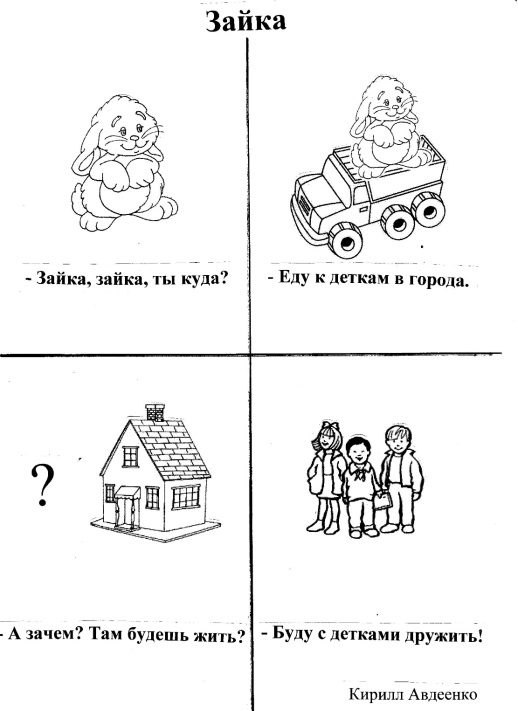 Зайка
- Зайка, зайка, ты куда?
- Еду к деткам в города.
?
- А зачем? Там будешь жить?
- Буду с детками дружить!
Кирилл Авдеенко